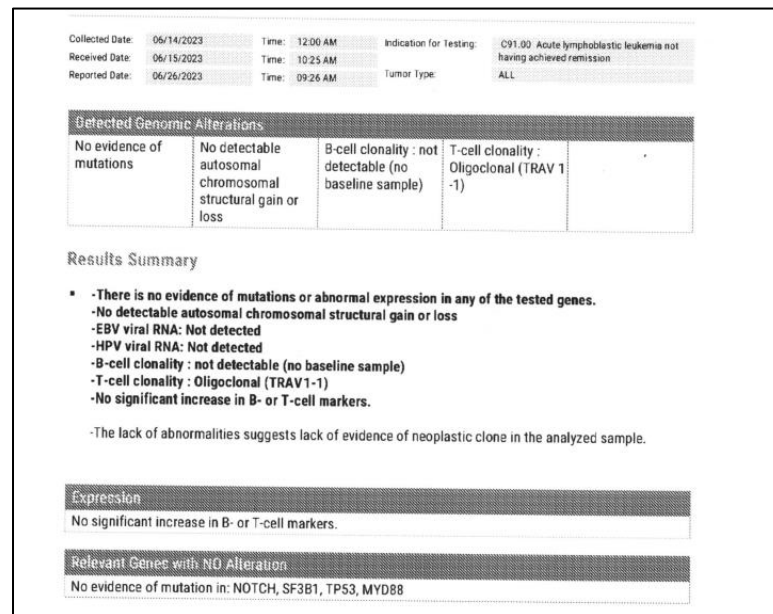 Collected Date: 06/14/2023 Time: 12:00 AM Indication for Testing: C91.00 Acute lymphoblastic leukemia not
having achieved remission
Received Date: 06/15/2023 Time: 10:25 AM
Reported Date: 06/26/2023 Time: 09:26 AM Tumor Type: ALL
Detected Genomic Alterations
No evidence of
mutations
No detectable
autosomal
chromosomal
structural gain or
loss
B-cell clonality : not
detectable (no
baseline sample)
T-cell clonality :
Oligoclonal (TRAV 1
-1)
Results Summary
▪ -There is no evidence of mutations or abnormal expression in any of the tested genes.
-No detectable autosomal chromosomal structural gain or loss
-EBV viral RNA: Not detected
-HPV viral RNA: Not detected
-B-cell clonality : not detectable (no baseline sample)
-T-cell clonality : Oligoclonal (TRAV1-1)
-No significant increase in B- or T-cell markers.
-The lack of abnormalities suggests lack of evidence of neoplastic clone in the analyzed sample.
Expression
No significant increase in B- or T-cell markers.
Relevant Genes with NO Alteration
No evidence of mutation in: NOTCH, SF3B1, TP53, MYD88